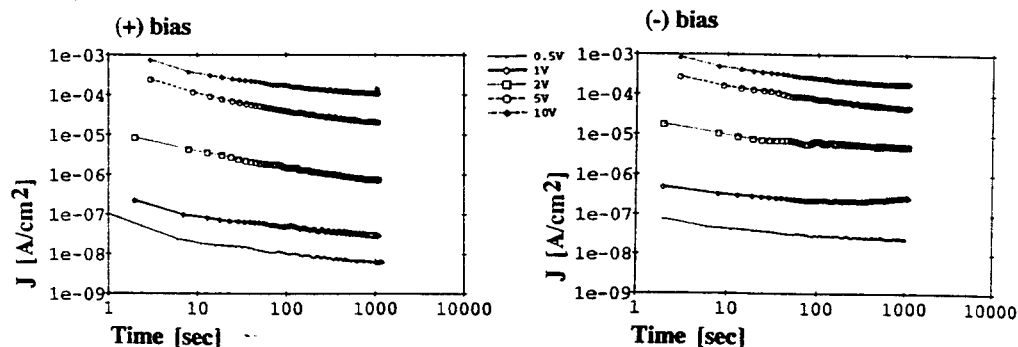 (+) bias
1e-03
1e-04
1e-05
1e-06
1e-07
1e-08
1e-09
J [A/cm2]
1 10 100 1000 10000
Time [sec]
0.5V
1V
2V
5V
10V
(-) bias
1e-03
1e-04
1e-05
1e-06
1e-07
1e-08
1e-09
J [A/cm2]
1 10 100 1000 10000
Time [sec]